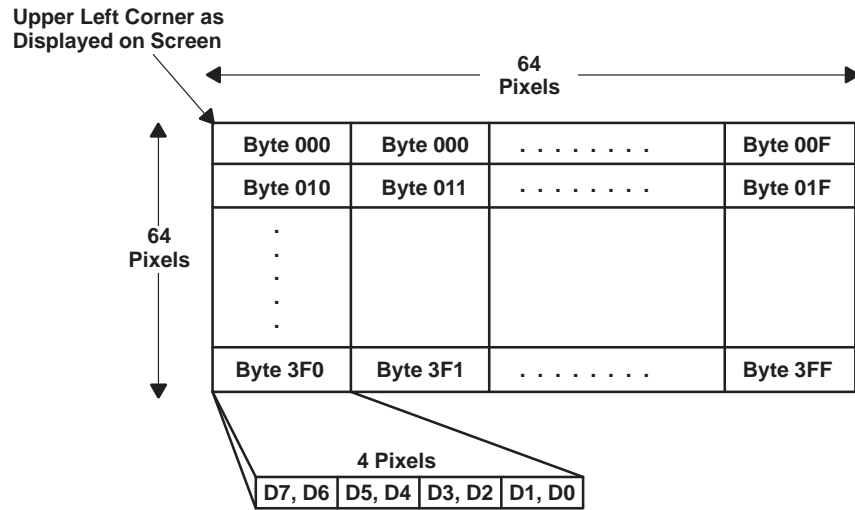 Upper Left Corner as
Displayed on Screen
64
Pixels
Byte 000 Byte 000 . . . . . . . . Byte 00F
Byte 010 Byte 011 . . . . . . . . Byte 01F
64
Pixels
Byte 3F0 Byte 3F1 . . . . . . . . Byte 3FF
4 Pixels
D7, D6 D5, D4 D3, D2 D1, D0